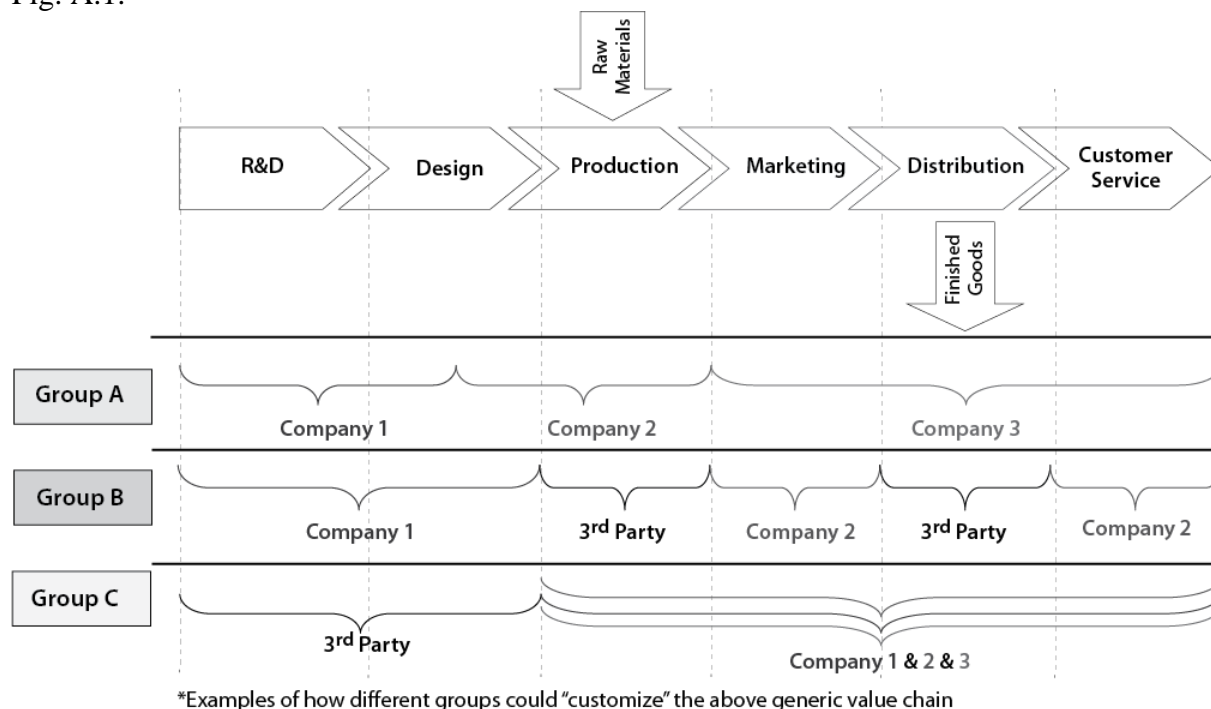 Fig. A.1.
Raw
Materials
R&D
Design
Production
Marketing
Distribution
Customer
Service
Finished
Goods
Group A
Company 1
Company 2
Company 3
Group B
Company 1
3rd Party
Company 2
3rd Party
Company 2
Group C
3rd Party
Company 1 & 2 & 3
*Examples of how different groups could “customize” the above generic value chain